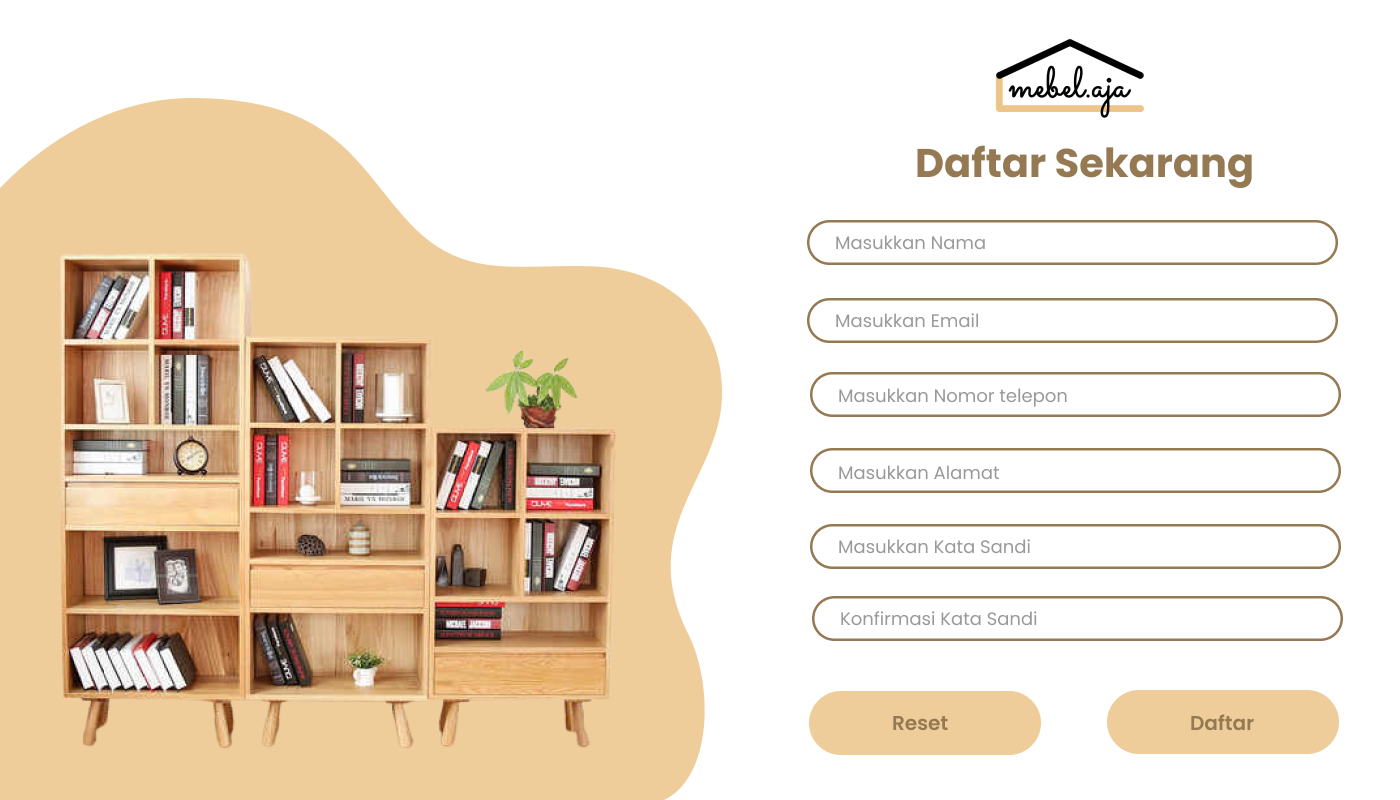 mebel.aja
Daftar Sekarang
Masukkan Nama
Masukkan Email
Masukkan Nomor telepon
Masukkan Alamat
Masukkan Kata Sandi
Konfirmasi Kata Sandi
Reset
Daftar